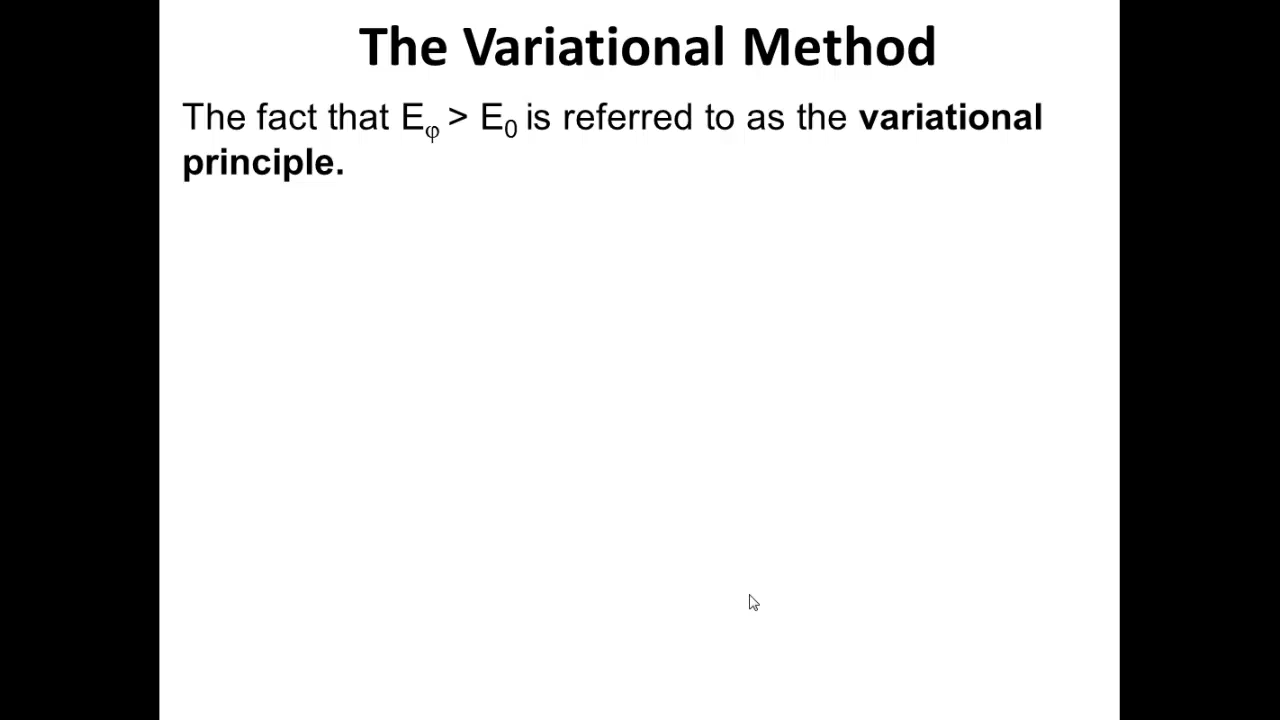 The Variational Method
The fact that Eφ > E0 is referred to as the variational
principle.